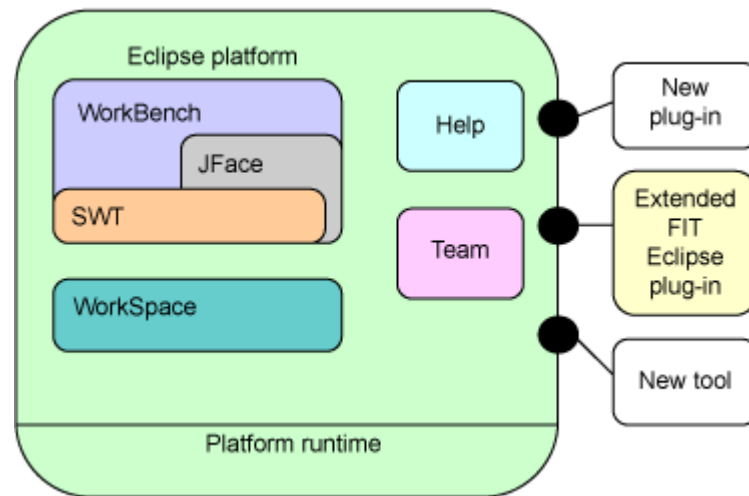 Eclipse platform
WorkBench
JFace
SWT
WorkSpace
Help
Team
Platform runtime
New
plug-in
Extended
FIT
Eclipse
plug-in
New tool